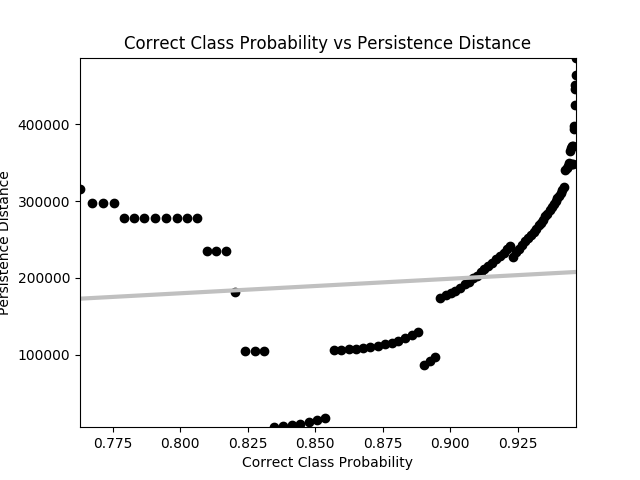 Correct Class Probability vs Persistence Distance
400000
300000
200000
100000
Persistence Distance
0.775 0.800 0.825 0.850 0.875 0.900 0.925
Correct Class Probability